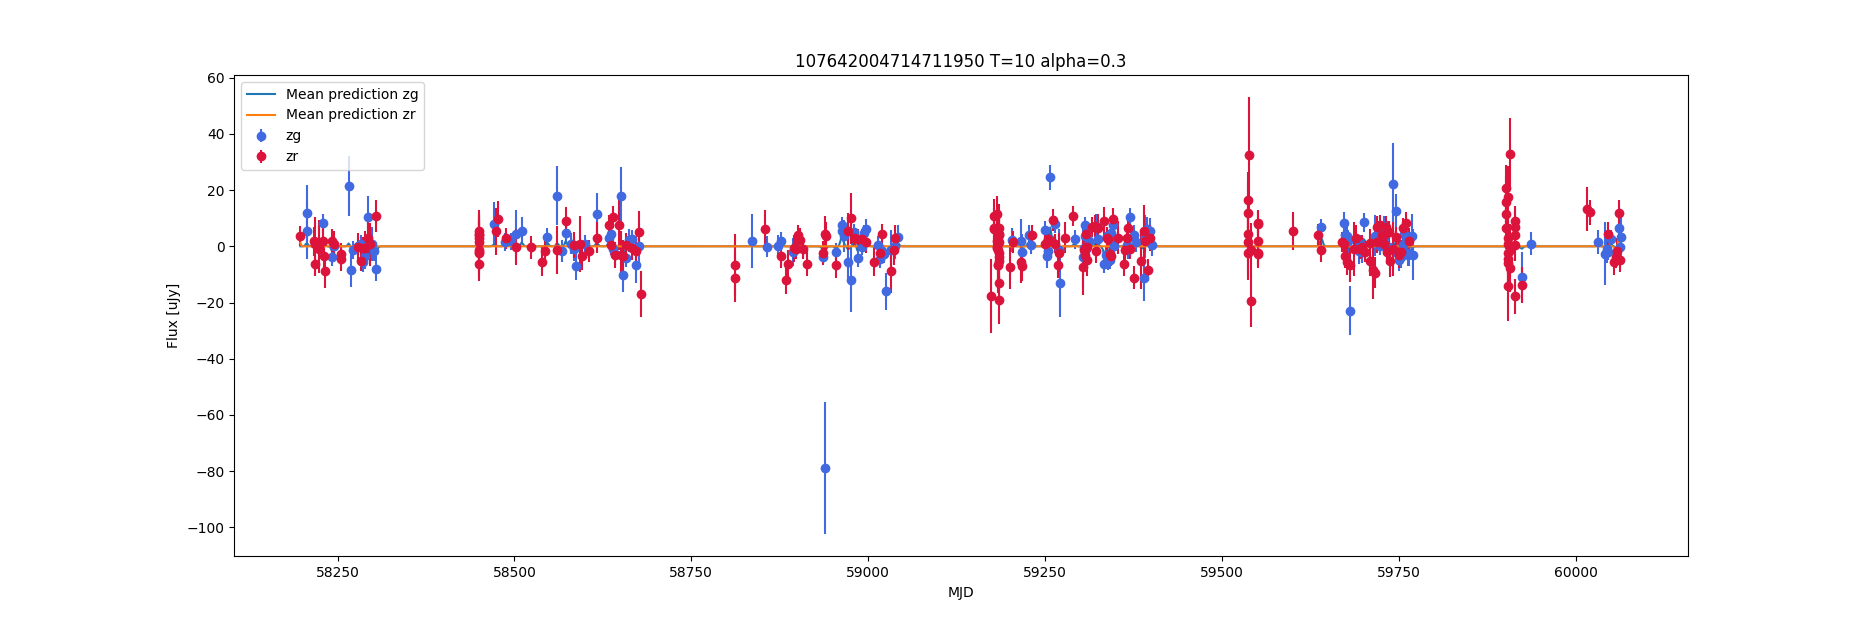 107642004714711950 T=10 alpha=0.3
60
40
20
0
−20
−40
−60
−80
−100
Flux [uJy]
Mean prediction zg
Mean prediction zr
zg
zr
58250 58500 58750 59000 59250 59500 59750 60000
MJD